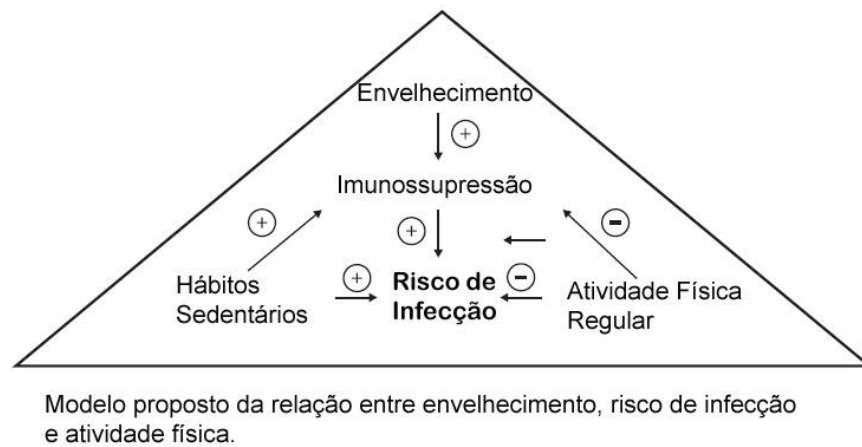 Envelhecimento
+
Imunossupressão
+
−
+
Hábitos
Sedentários
+
Risco de
Infecção
−
Atividade Física
Regular
Modelo proposto da relação entre envelhecimento, risco de infecção
e atividade física.